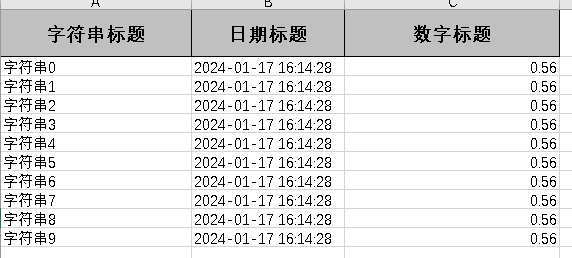 A B C
字符串标题 日期标题 数字标题
字符串0 2024-01-17 16:14:28 0.56
字符串1 2024-01-17 16:14:28 0.56
字符串2 2024-01-17 16:14:28 0.56
字符串3 2024-01-17 16:14:28 0.56
字符串4 2024-01-17 16:14:28 0.56
字符串5 2024-01-17 16:14:28 0.56
字符串6 2024-01-17 16:14:28 0.56
字符串7 2024-01-17 16:14:28 0.56
字符串8 2024-01-17 16:14:28 0.56
字符串9 2024-01-17 16:14:28 0.56